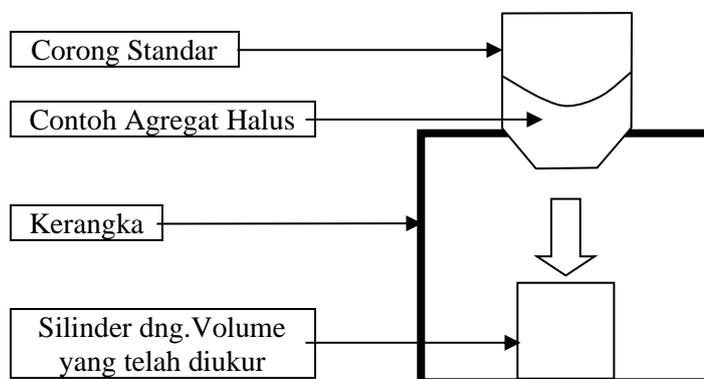 Corong Standar
Contoh Agregat Halus
Kerangka
Silinder dng.Volume
yang telah diukur